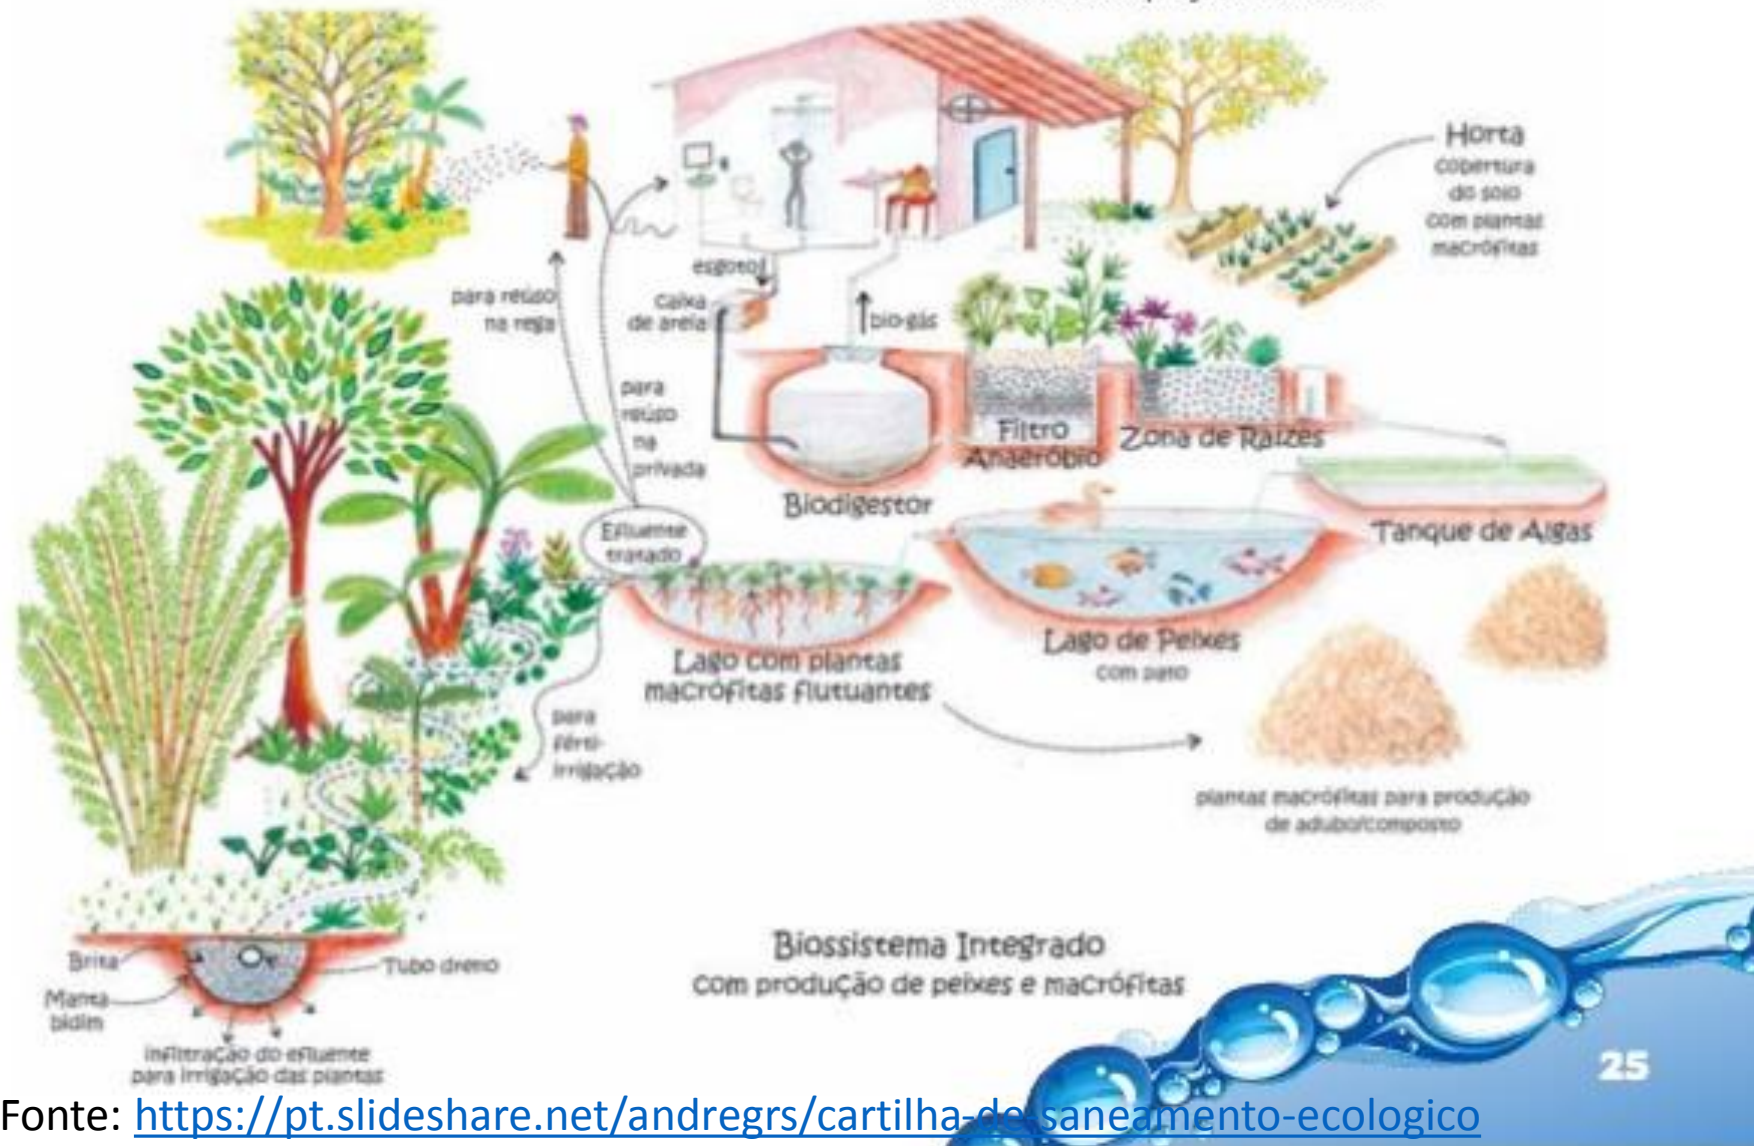 Horta
cobertura
do solo
com plantas
macrófitas
esgoto
caixa
de areia
bio-gás
para reúso
na rega
para
reúso
na
privada
Filtro
Anaeróbio
Zona de Raízes
Biodigestor
Tanque de Algas
Efluente
tratado
Lago de Peixes
com pato
Lago com plantas
macrófitas flutuantes
para
férti-
irrigação
plantas macrófitas para produção
de adubo/composto
Brita
Tubo dreno
Manta
bidim
infiltração do efluente
para irrigação das plantas
Biossistema Integrado
com produção de peixes e macrófitas
25
Fonte: https://pt.slideshare.net/andregrs/cartilha-de-saneamento-ecologico